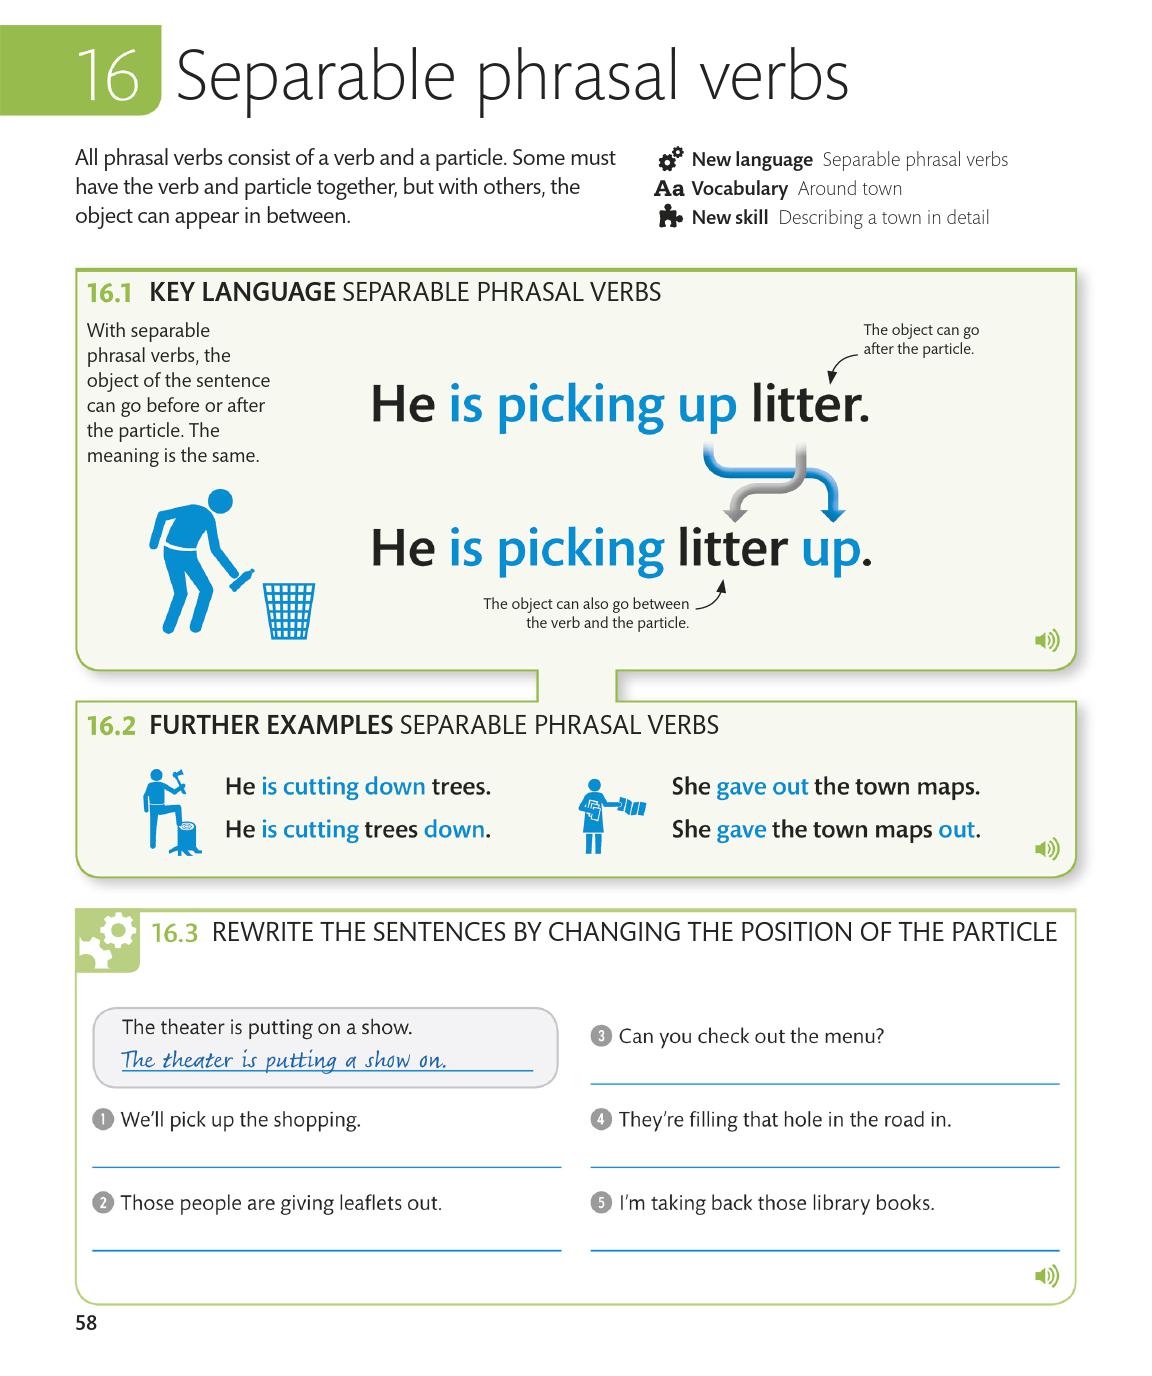 16 Separable phrasal verbs
All phrasal verbs consist of a verb and a particle. Some must
have the verb and particle together, but with others, the
object can appear in between.
New language Separable phrasal verbs
Aa Vocabulary Around town
New skill Describing a town in detail
16.1 KEY LANGUAGE SEPARABLE PHRASAL VERBS
With separable
phrasal verbs, the
object of the sentence
can go before or after
the particle. The
meaning is the same.
The object can go
after the particle.
He is picking up litter.
He is picking litter up.
The object can also go between
the verb and the particle.
16.2 FURTHER EXAMPLES SEPARABLE PHRASAL VERBS
He is cutting down trees.
He is cutting trees down.
She gave out the town maps.
She gave the town maps out.
16.3 REWRITE THE SENTENCES BY CHANGING THE POSITION OF THE PARTICLE
The theater is putting on a show.
The theater is putting a show on.
1 We'll pick up the shopping.
2 Those people are giving leaflets out.
3 Can you check out the menu?
4 They're filling that hole in the road in.
5 I'm taking back those library books.
58